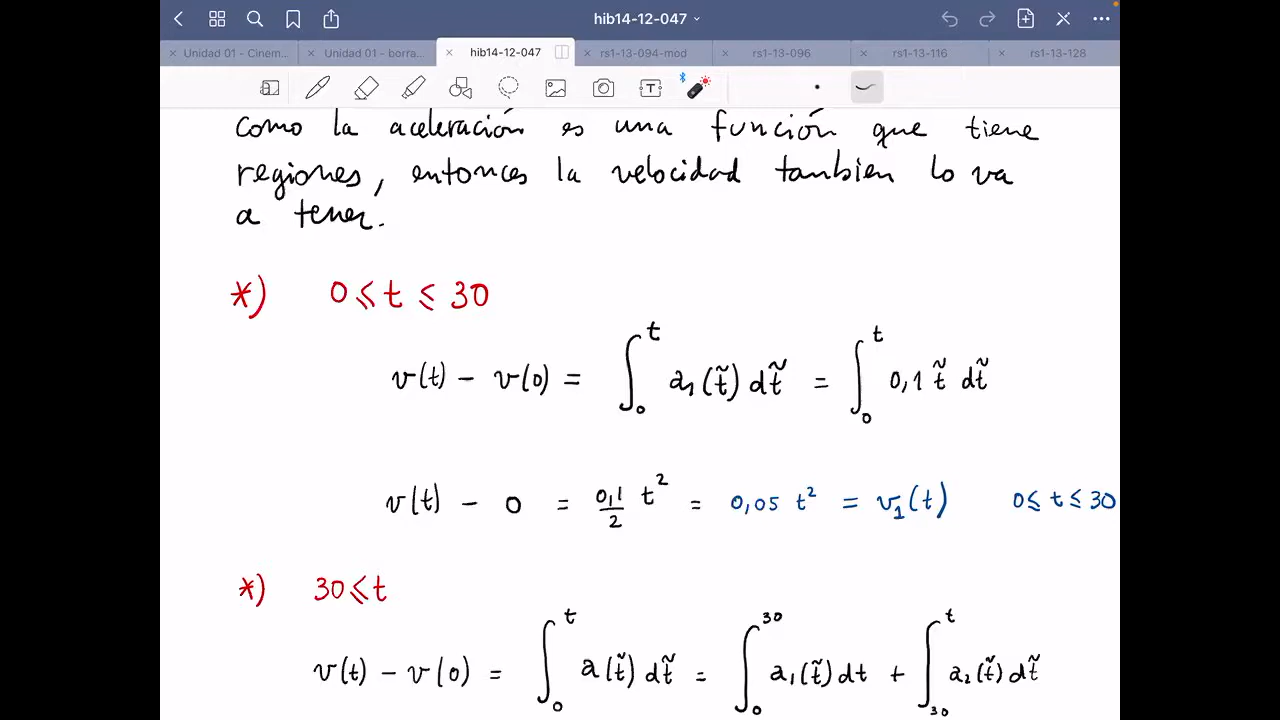 hib14-12-047
Unidad 01 - Cinem...
Unidad 01 - borra...
hib14-12-047
rs1-13-094-mod
rs1-13-096
rs1-13-116
rs1-13-128
como la aceleración es una función que tiene
regiones, entonces la velocidad tambien lo va
a tener.
*) 0 ≤ t ≤ 30
v(t) - v(0) = ∫₀ᵗ a₁(t̃) dt̃ = ∫₀ᵗ 0,1 t̃ dt̃
v(t) - 0 = 0,1/2 t² = 0,05 t² = v₁(t) 0 ≤ t ≤ 30
*) 30 ≤ t
v(t) - v(0) = ∫₀ᵗ a(t̃) dt̃ = ∫₀³⁰ a₁(t̃) dt + ∫₃₀ᵗ a₂(t̃) dt̃